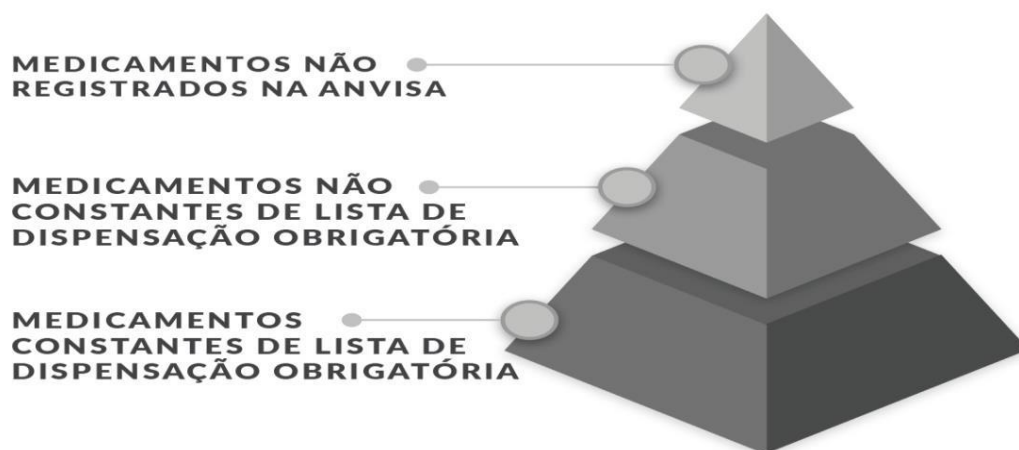 MEDICAMENTOS NÃO
REGISTRADOS NA ANVISA
MEDICAMENTOS NÃO
CONSTANTES DE LISTA DE
DISPENSAÇÃO OBRIGATÓRIA
MEDICAMENTOS
CONSTANTES DE LISTA DE
DISPENSAÇÃO OBRIGATÓRIA